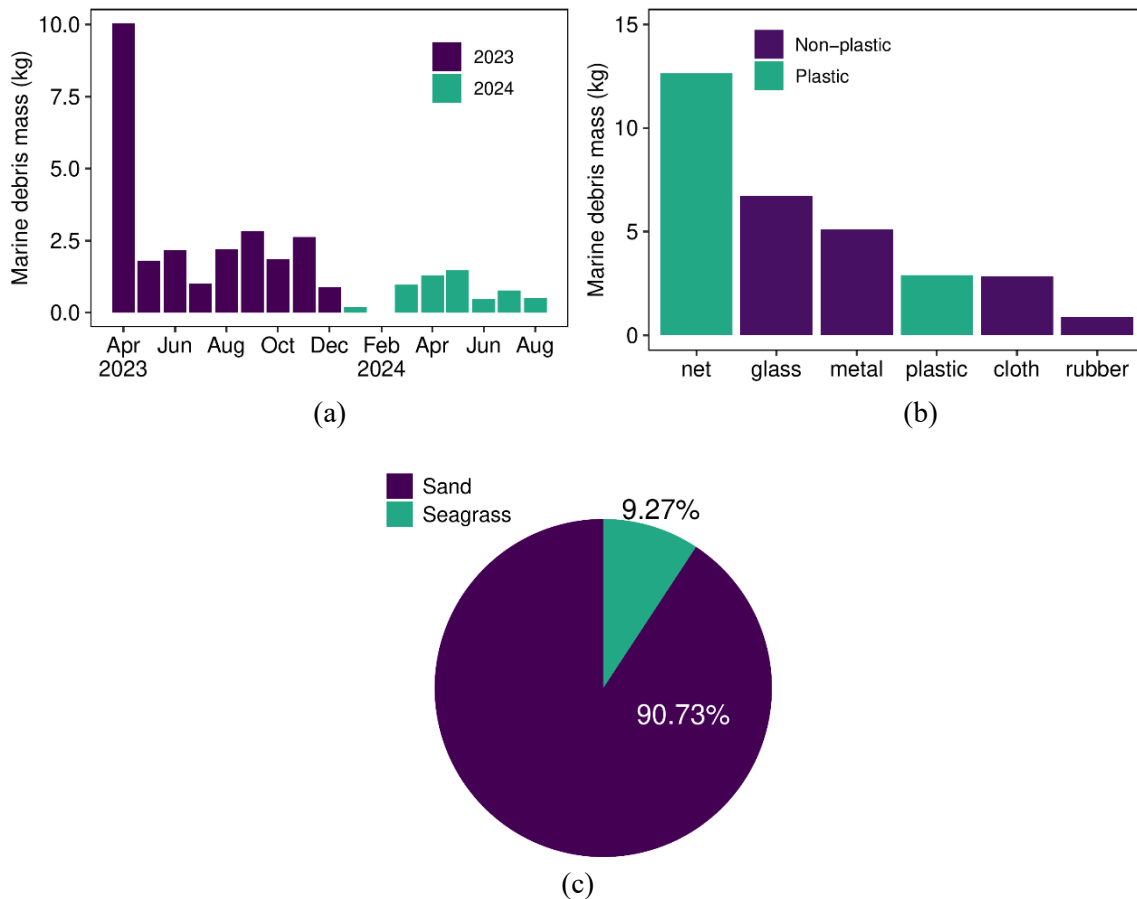 Marine debris mass (kg)
10.0
7.5
5.0
2.5
0.0
2023
2024
Apr Jun Aug Oct Dec Feb Apr Jun Aug
2023 2024
(a)
Marine debris mass (kg)
15
10
5
0
Non−plastic
Plastic
net glass metal plastic cloth rubber
(b)
Sand
Seagrass
9.27%
90.73%
(c)